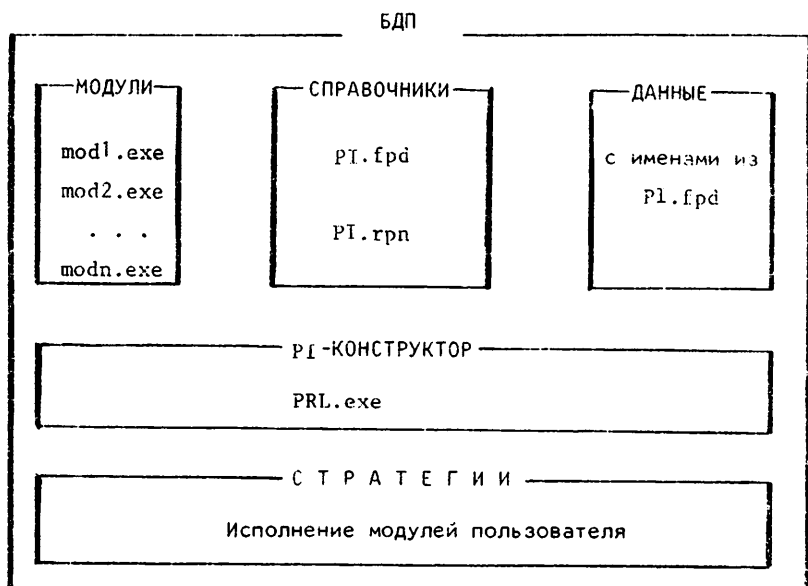 БДП
МОДУЛИ
mod1.exe
mod2.exe
. . .
modn.exe
СПРАВОЧНИКИ
PI.fpd
PI.rpn
ДАННЫЕ
с именами из
PI.fpd
PI-КОНСТРУКТОР
PRL.exe
С Т Р А Т Е Г И И
Исполнение модулей пользователя